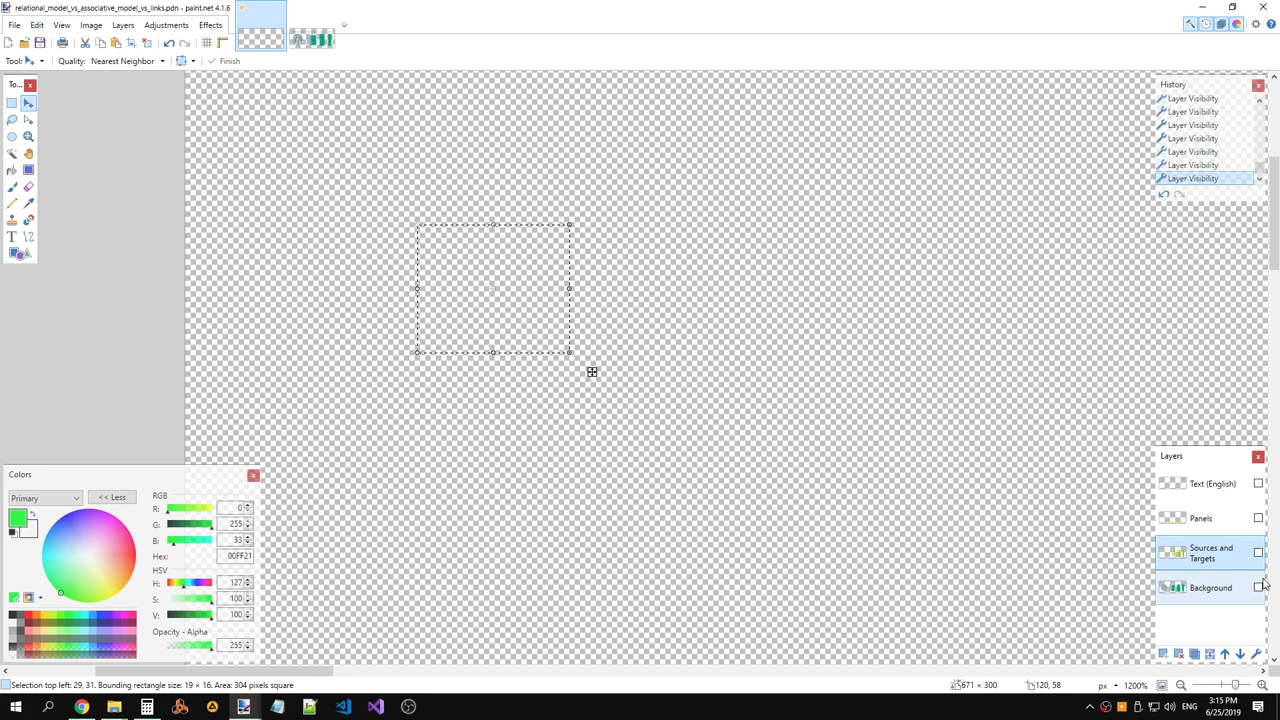 relational_model_vs_associative_model_vs_links.pdn - paint.net 4.1.6
File Edit View Image Layers Adjustments Effects
Tool: Quality: Nearest Neighbor Finish
To...
History
Layer Visibility
Layer Visibility
Layer Visibility
Layer Visibility
Layer Visibility
Layer Visibility
Layer Visibility
Layers
Text (English)
Panels
Sources and
Targets
Background
Colors
Primary
<< Less
RGB
R: 0
G: 255
B: 33
Hex: 00FF21
HSV
H: 127
S: 100
V: 100
Opacity - Alpha
255
Selection top left: 29, 31. Bounding rectangle size: 19 × 16. Area: 304 pixels square
671 × 300
120, 58
px
1200%
ENG
3:15 PM
6/25/2019